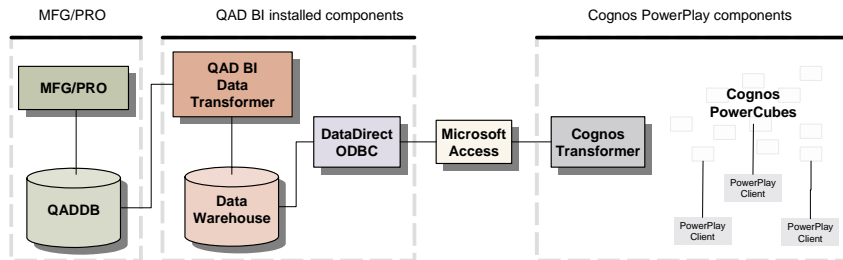 MFG/PRO
QAD BI installed components
Cognos PowerPlay components
MFG/PRO
QADDB
QAD BI
Data
Transformer
Data
Warehouse
DataDirect
ODBC
Microsoft
Access
Cognos
Transformer
Cognos
PowerCubes
PowerPlay
Client
PowerPlay
Client
PowerPlay
Client